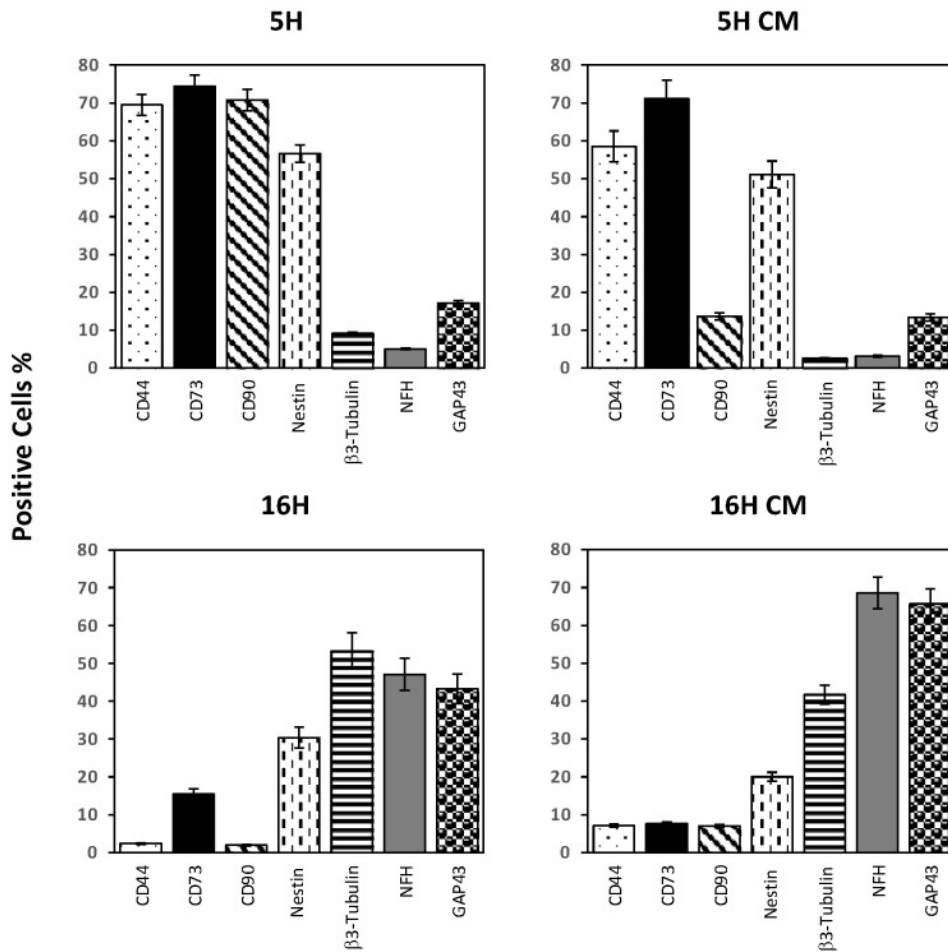 5H
5H CM
80
70
60
50
40
30
20
10
0
CD44
CD73
CD90
Nestin
β3-Tubulin
NFH
GAP43
80
70
60
50
40
30
20
10
0
CD44
CD73
CD90
Nestin
β3-Tubulin
NFH
GAP43
Positive Cells %
16H
16H CM
80
70
60
50
40
30
20
10
0
CD44
CD73
CD90
Nestin
β3-Tubulin
NFH
GAP43
80
70
60
50
40
30
20
10
0
CD44
CD73
CD90
Nestin
β3-Tubulin
NFH
GAP43